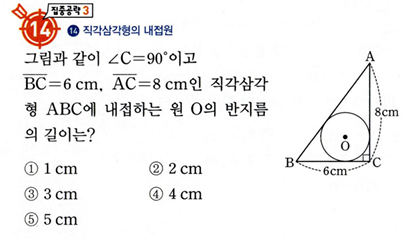 집중공략 3
14
14 직각삼각형의 내접원
그림과 같이 ∠C=90°이고
BC=6 cm, AC=8 cm인 직각삼각
형 ABC에 내접하는 원 O의 반지름
의 길이는?
① 1 cm
② 2 cm
③ 3 cm
④ 4 cm
⑤ 5 cm
A
8cm
O
B
C
6cm